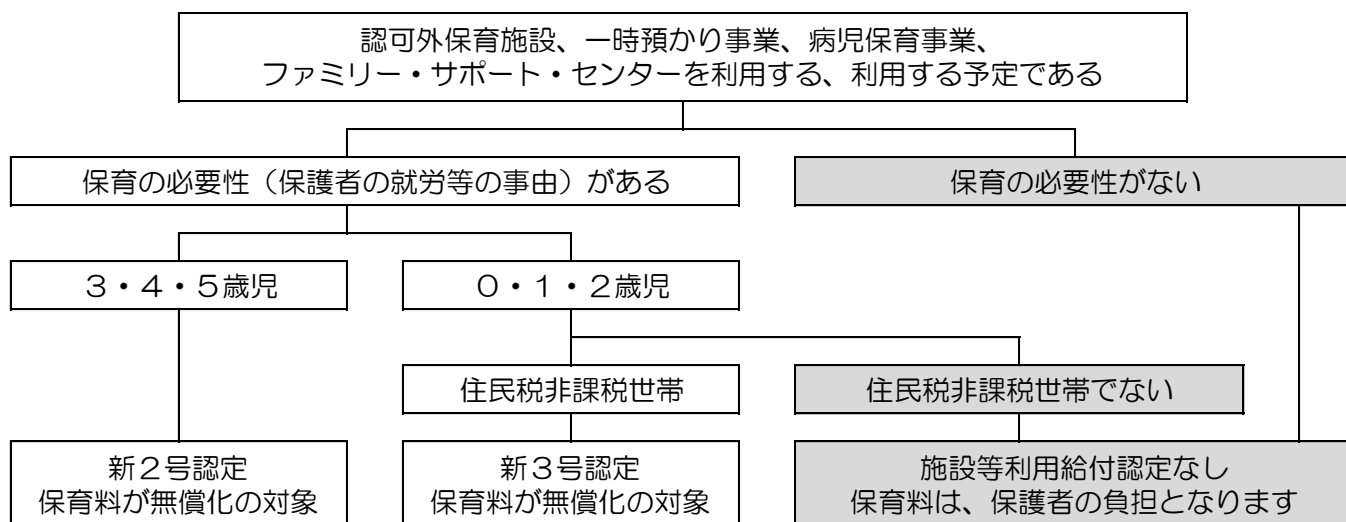 認可外保育施設、一時預かり事業、病児保育事業、
ファミリー・サポート・センターを利用する、利用する予定である
保育の必要性（保護者の就労等の事由）がある
保育の必要性がない
３・４・５歳児
０・１・２歳児
住民税非課税世帯
住民税非課税世帯でない
新２号認定
保育料が無償化の対象
新３号認定
保育料が無償化の対象
施設等利用給付認定なし
保育料は、保護者の負担となります